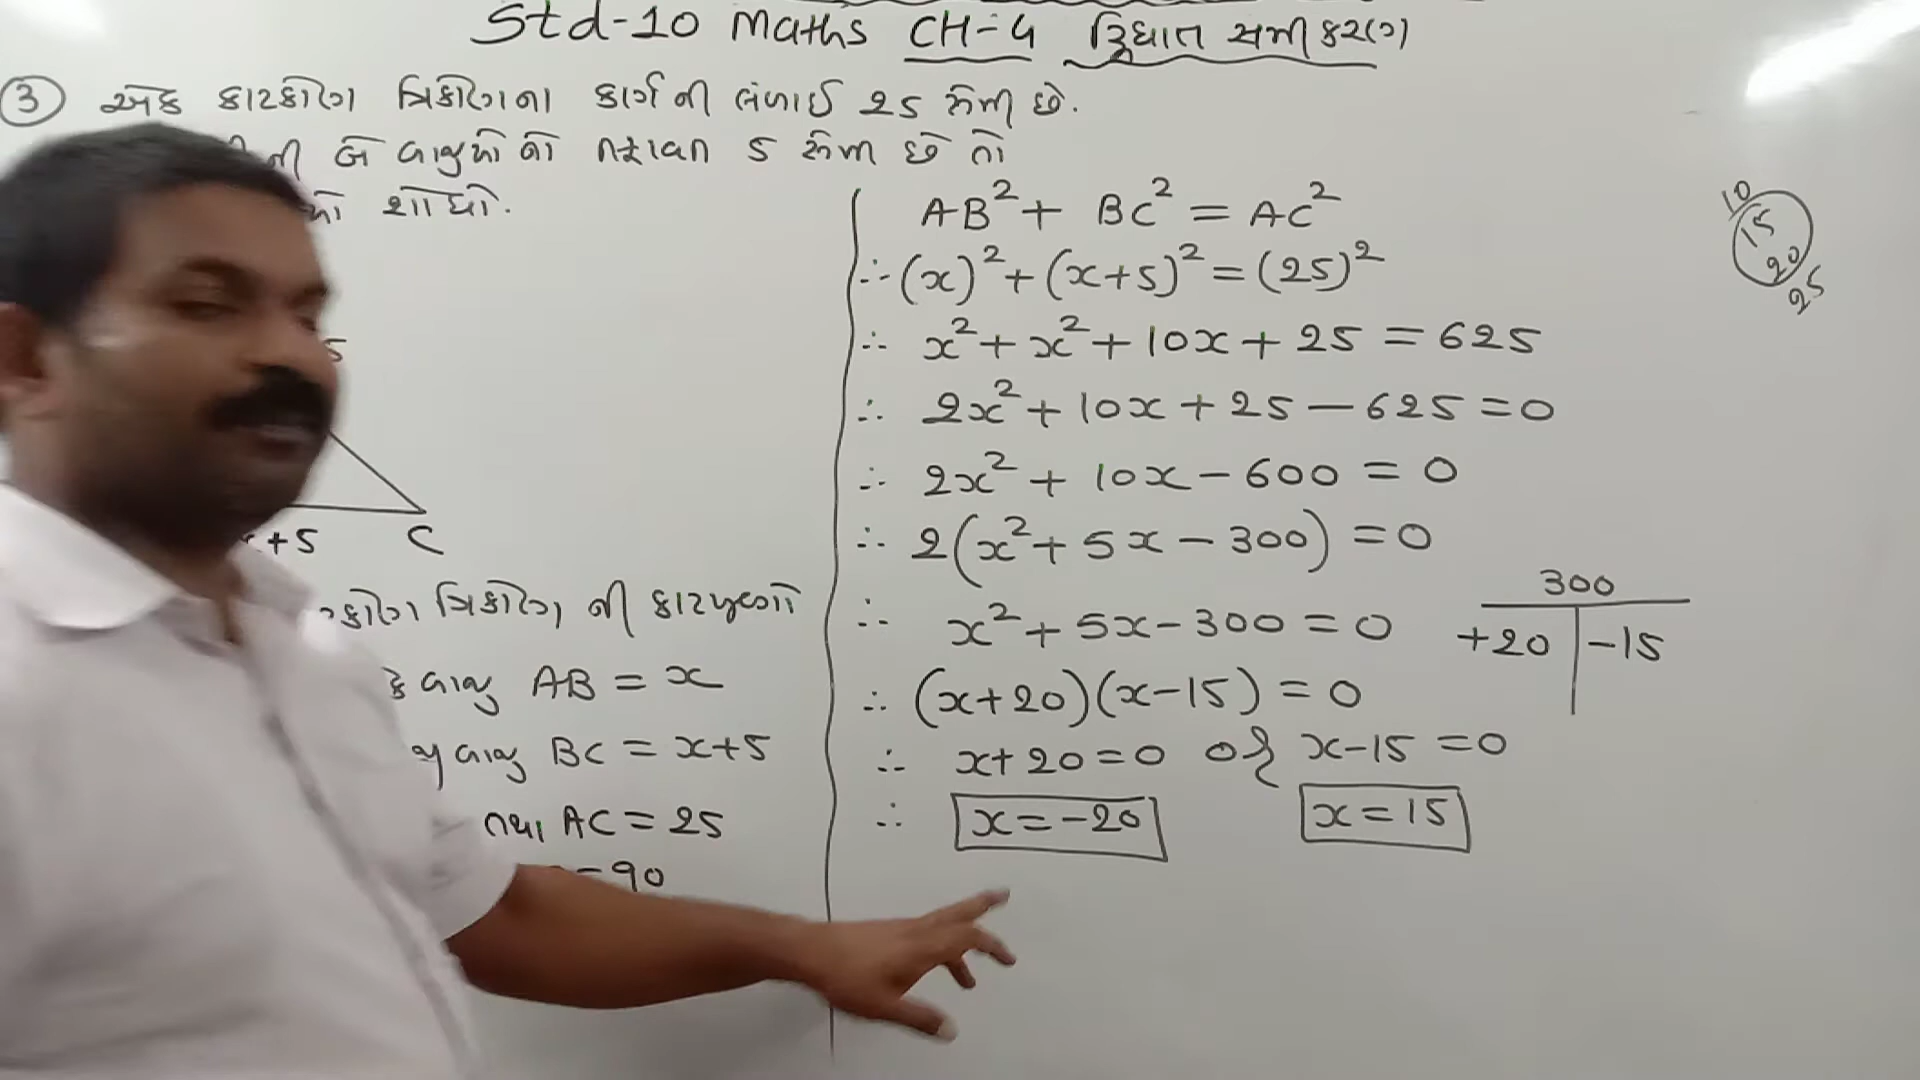 Std-10 Maths CH-4 દ્વિઘાત સમીકરણ
③ એક કાટકોણ ત્રિકોણના કર્ણની લંબાઈ 25 સેમી છે.
ની બે બાજુઓનો તફાવત 5 સેમી છે તો
શોધો.
5
+5 C
ત્રિકોણની કાટખૂણો
કે બાજુ AB = x
બાજુ BC = x+5
તથા AC = 25
= 90
AB² + BC² = AC²
∴ (x)² + (x+5)² = (25)²
∴ x² + x² + 10x + 25 = 625
∴ 2x² + 10x + 25 – 625 = 0
∴ 2x² + 10x – 600 = 0
∴ 2(x² + 5x – 300) = 0
∴ x² + 5x – 300 = 0
∴ (x+20)(x–15) = 0
∴ x+20 = 0 or x–15 = 0
∴ x = –20 x = 15
300
+20 –15
10
15
20
25